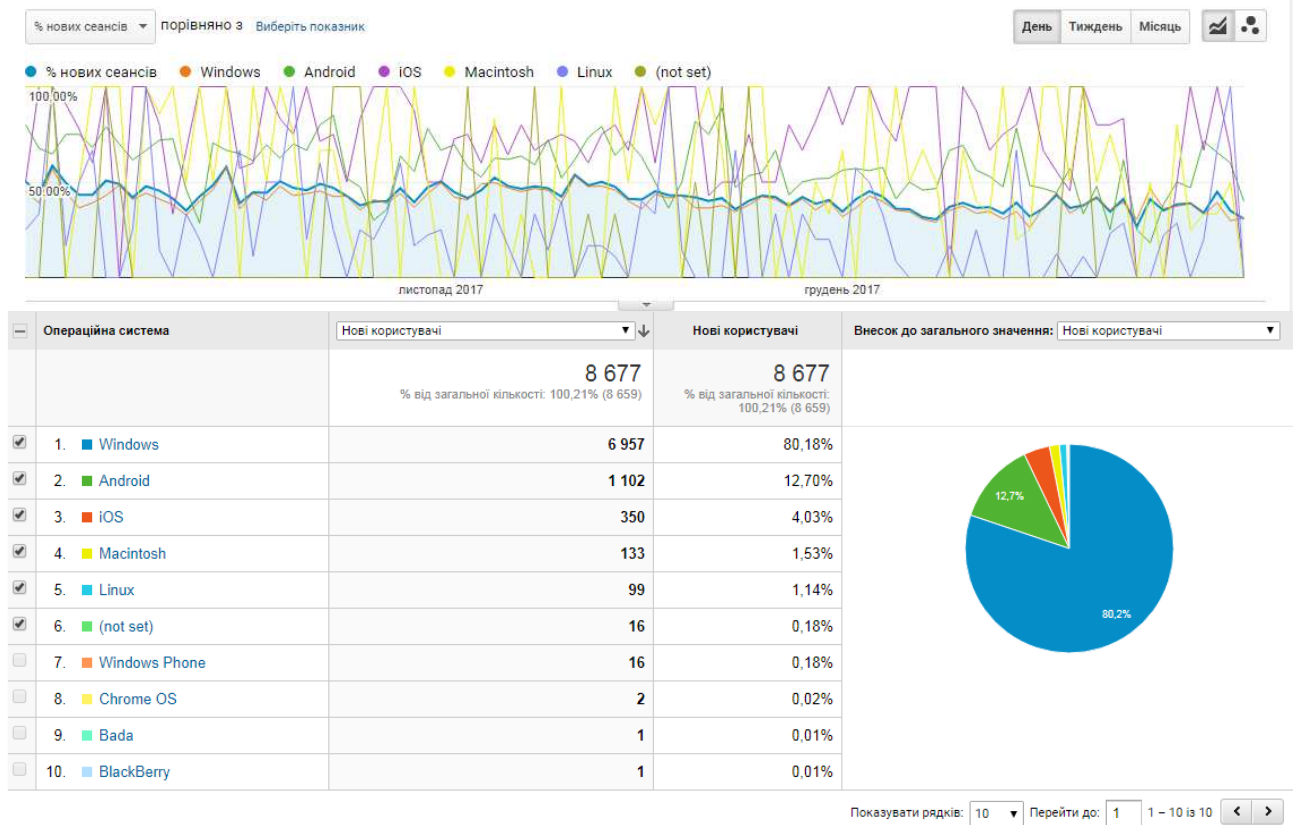 % нових сеансів порівняно з Виберіть показник День Тиждень Місяць
% нових сеансів Windows Android iOS Macintosh Linux (not set)
100,00%
50,00%
листопад 2017 грудень 2017
Операційна система Нові користувачі Нові користувачі Внесок до загального значення: Нові користувачі
8 677 8 677
% від загальної кількості: 100,21% (8 659) % від загальної кількості:
100,21% (8 659)
1. Windows 6 957 80,18%
2. Android 1 102 12,70%
3. iOS 350 4,03%
4. Macintosh 133 1,53%
5. Linux 99 1,14%
6. (not set) 16 0,18%
7. Windows Phone 16 0,18%
8. Chrome OS 2 0,02%
9. Bada 1 0,01%
10. BlackBerry 1 0,01%
12,7%
80,2%
Показувати рядків: 10 Перейти до: 1 1 – 10 із 10